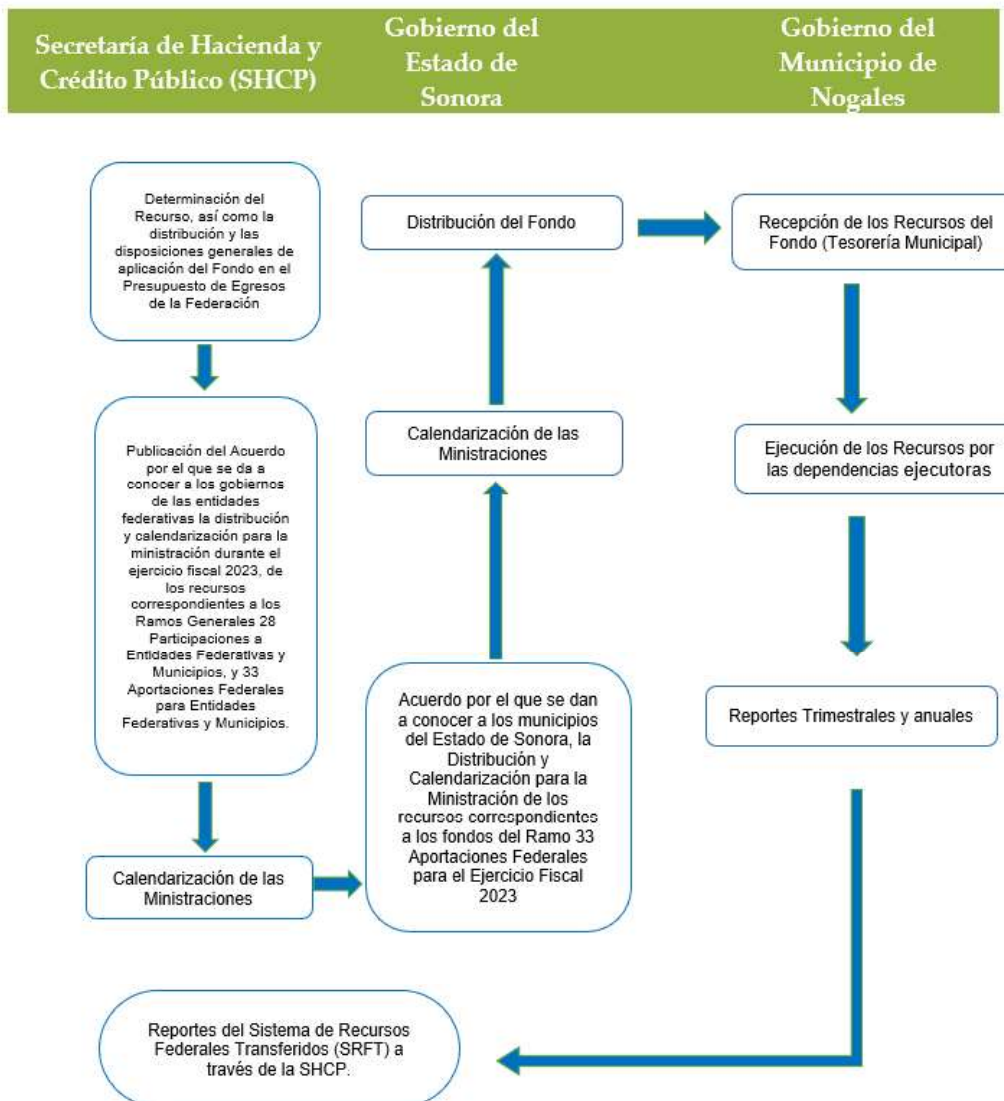 Secretaría de Hacienda y
Crédito Público (SHCP)
Gobierno del
Estado de
Sonora
Gobierno del
Municipio de
Nogales
Determinación del
Recurso, así como la
distribución y las
disposiciones generales de
aplicación del Fondo en el
Presupuesto de Egresos
de la Federación
Publicación del Acuerdo
por el que se da a
conocer a los gobiernos
de las entidades
federativas la distribución
y calendarización para la
ministración durante el
ejercicio fiscal 2023, de
los recursos
correspondientes a los
Ramos Generales 28
Participaciones a
Entidades Federativas y
Municipios, y 33
Aportaciones Federales
para Entidades
Federativas y Municipios.
Calendarización de las
Ministraciones
Acuerdo por el que se dan
a conocer a los municipios
del Estado de Sonora, la
Distribución y
Calendarización para la
Ministración de los
recursos correspondientes
a los fondos del Ramo 33
Aportaciones Federales
para el Ejercicio Fiscal
2023
Calendarización de las
Ministraciones
Distribución del Fondo
Recepción de los Recursos del
Fondo (Tesorería Municipal)
Ejecución de los Recursos por
las dependencias ejecutoras
Reportes Trimestrales y anuales
Reportes del Sistema de Recursos
Federales Transferidos (SRFT) a
través de la SHCP.